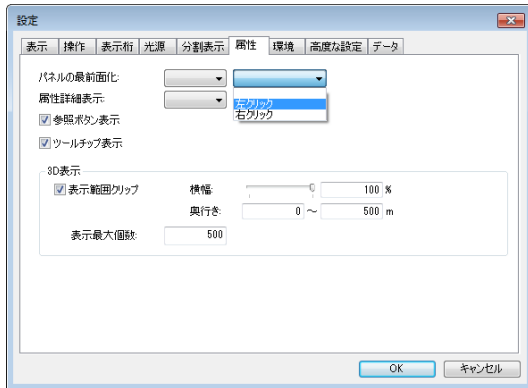 設定
表示 操作 表示桁 光源 分割表示 属性 環境 高度な設定 データ
パネルの最前面化:
左クリック
右クリック
属性詳細表示:
参照ボタン表示
ツールチップ表示
3D表示
表示範囲クリップ 横幅: 100 %
奥行き: 0 ～ 500 m
表示最大個数: 500
OK キャンセル